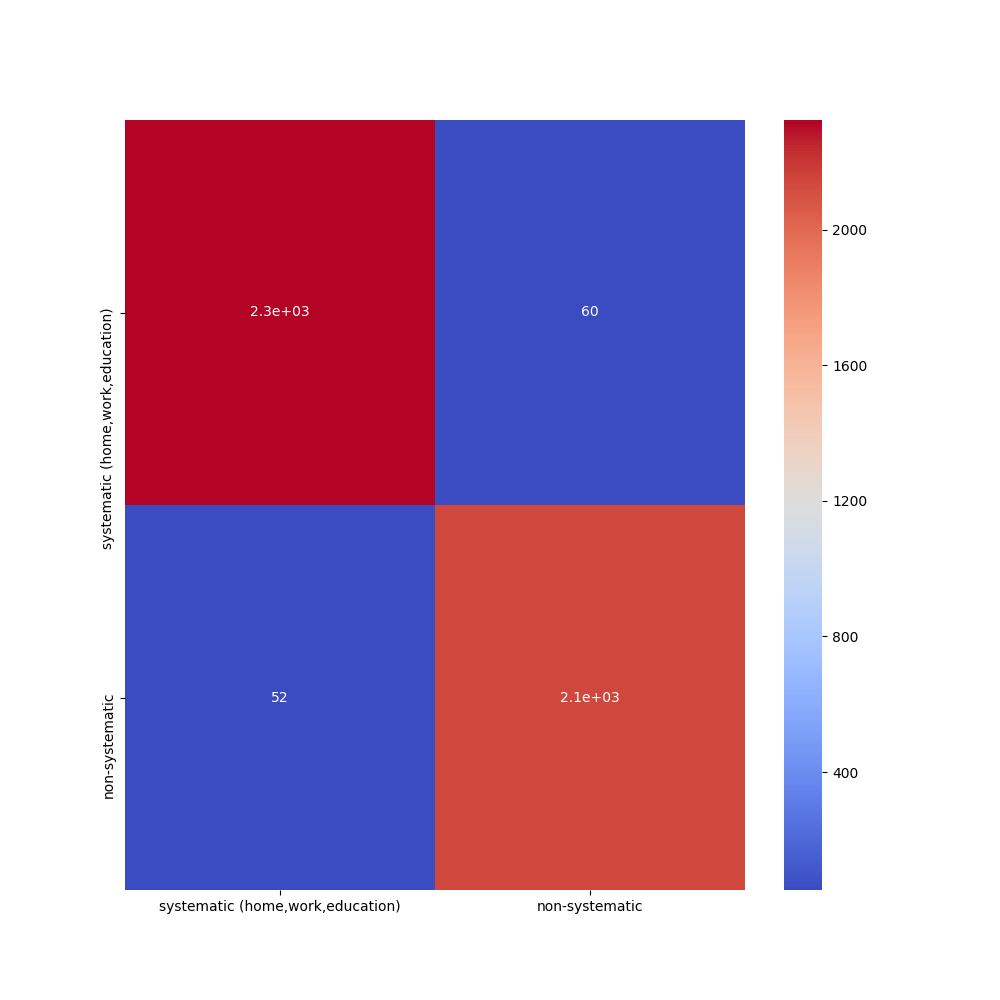 systematic (home,work,education)
non-systematic
2.3e+03
60
52
2.1e+03
systematic (home,work,education)
non-systematic
2000
1600
1200
800
400